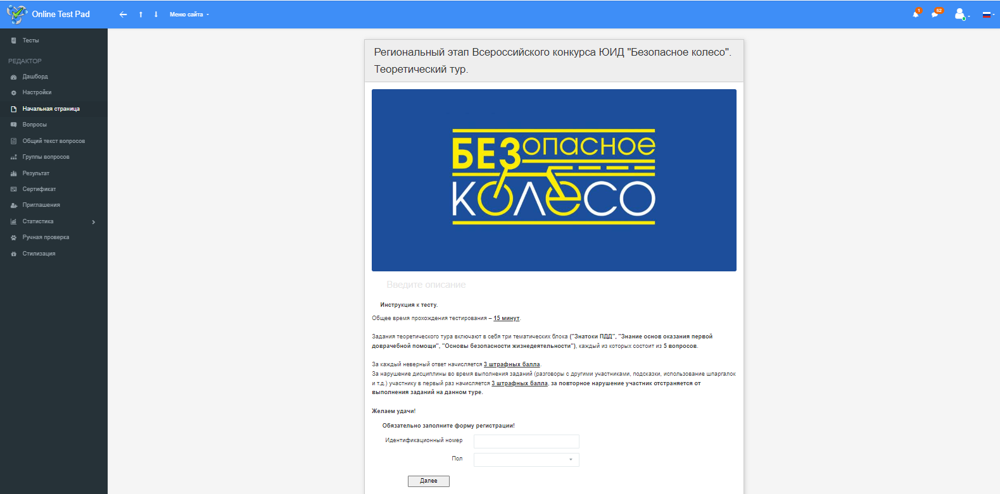 Online Test Pad
Меню сайта
1
62
Тесты
РЕДАКТОР
Дашборд
Настройки
Начальная страница
Вопросы
Общий текст вопросов
Группы вопросов
Результат
Сертификат
Приглашения
Статистика
Ручная проверка
Стилизация
Региональный этап Всероссийского конкурса ЮИД "Безопасное колесо".
Теоретический тур.
БЕЗопасное
колесо
Введите описание
Инструкция к тесту.
Общее время прохождения тестирования – 15 минут.
Задания теоретического тура включают в себя три тематических блока ("Знатоки ПДД", "Знание основ оказания первой
доврачебной помощи", "Основы безопасности жизнедеятельности"), каждый из которых состоит из 5 вопросов.
За каждый неверный ответ начисляется 3 штрафных балла.
За нарушение дисциплины во время выполнения заданий (разговоры с другими участниками, подсказки, использование шпаргалок
и т.д.) участнику в первый раз начисляется 3 штрафных балла, за повторное нарушение участник отстраняется от
выполнения заданий на данном туре.
Желаем удачи!
Обязательно заполните форму регистрации!
Идентификационный номер
Пол
Далее